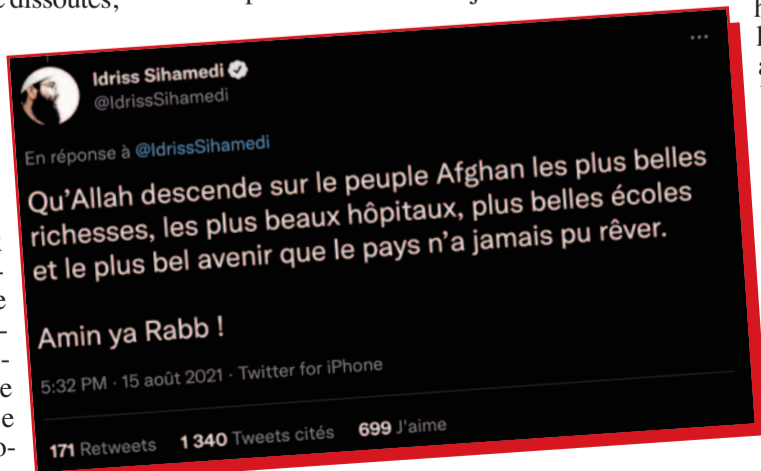 e dissoutes,
Idriss Sihamedi
@IdrissSihamedi
En réponse à @IdrissSihamedi
Qu'Allah descende sur le peuple Afghan les plus belles
richesses, les plus beaux hôpitaux, plus belles écoles
et le plus bel avenir que le pays n'a jamais pu rêver.
Amin ya Rabb !
5:32 PM · 15 août 2021 · Twitter for iPhone
171 Retweets 1 340 Tweets cités 699 J'aime